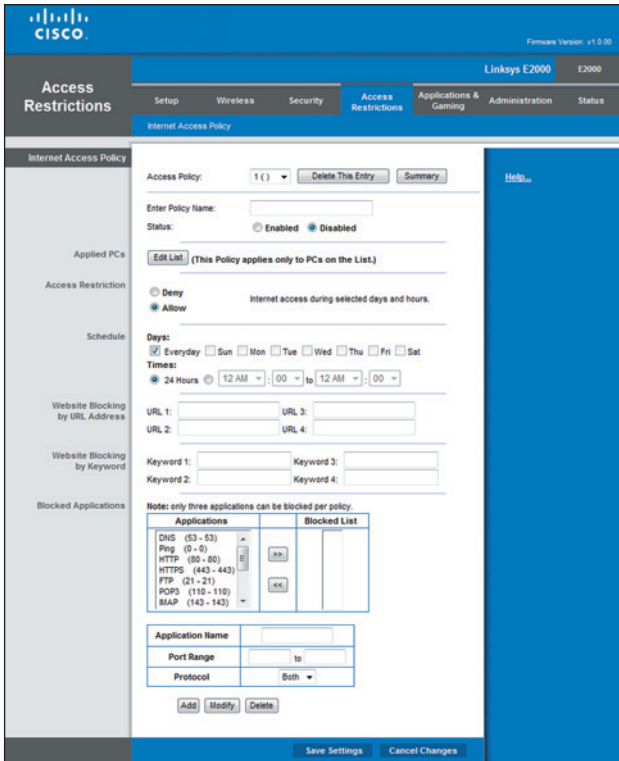 CISCO.
Firmware Version: v1.0.00
Linksys E2000 E2000
Access Restrictions
Setup Wireless Security Access Restrictions Applications & Gaming Administration Status
Internet Access Policy
Internet Access Policy
Access Policy: 1 ( ) Delete This Entry Summary
Help...
Enter Policy Name:
Status: Enabled Disabled
Applied PCs
Edit List (This Policy applies only to PCs on the List.)
Access Restriction
Deny
Internet access during selected days and hours.
Allow
Schedule
Days:
Everyday Sun Mon Tue Wed Thu Fri Sat
Times:
24 Hours 12 AM : 00 to 12 AM : 00
Website Blocking by URL Address
URL 1: URL 3:
URL 2: URL 4:
Website Blocking by Keyword
Keyword 1: Keyword 3:
Keyword 2: Keyword 4:
Blocked Applications
Note: only three applications can be blocked per policy.
Applications Blocked List
DNS (53 - 53)
Ping (0 - 0)
HTTP (80 - 80)
HTTPS (443 - 443)
FTP (21 - 21)
POP3 (110 - 110)
IMAP (143 - 143)
>>
<<
Application Name
Port Range to
Protocol Both
Add Modify Delete
Save Settings Cancel Changes